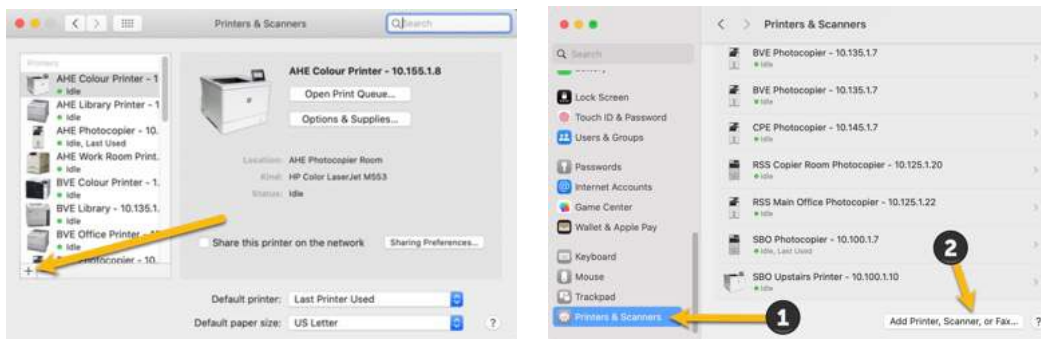 Printers & Scanners
Search
Printers
AHE Colour Printer - 1
Idle
AHE Library Printer - 1
Idle
AHE Photocopier - 10.
Idle, Last Used
AHE Work Room Print.
Idle
BVE Colour Printer - 1.
Idle
BVE Library - 10.135.1.
Idle
BVE Office Printer
Photocopier - 10.
+
AHE Colour Printer - 10.155.1.8
Open Print Queue...
Options & Supplies...
Location: AHE Photocopier Room
Kind: HP Color LaserJet M553
Status: Idle
Share this printer on the network
Sharing Preferences...
Default printer: Last Printer Used
Default paper size: US Letter
?
Search
Lock Screen
Touch ID & Password
Users & Groups
Passwords
Internet Accounts
Game Center
Wallet & Apple Pay
Keyboard
Mouse
Trackpad
Printers & Scanners
1
Printers & Scanners
BVE Photocopier - 10.135.1.7
Idle
BVE Photocopier - 10.135.1.7
Idle
CPE Photocopier - 10.145.1.7
Idle
RSS Copier Room Photocopier - 10.125.1.20
Idle
RSS Main Office Photocopier - 10.125.1.22
Idle
SBO Photocopier - 10.100.1.7
Idle, Last Used
SBO Upstairs Printer - 10.100.1.10
Idle
2
Add Printer, Scanner, or Fax...
?